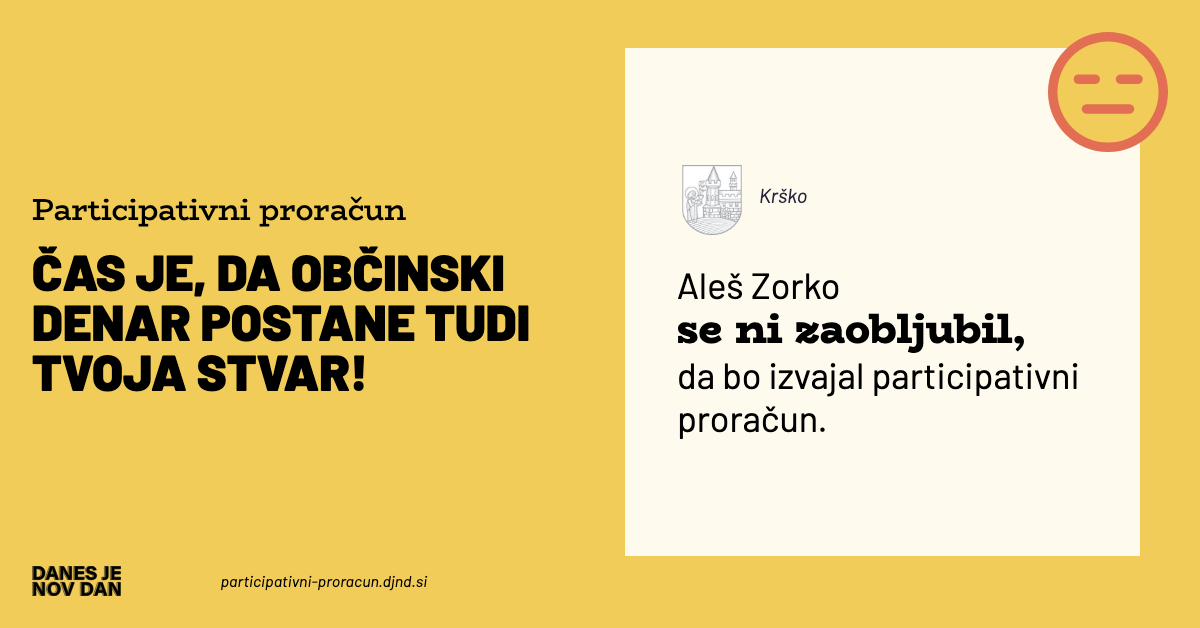 Participativni proračun
ČAS JE, DA OBČINSKI
DENAR POSTANE TUDI
TVOJA STVAR!
DANES JE
NOV DAN
participativni-proracun.djnd.si
Krško
Aleš Zorko
se ni zaobljubil,
da bo izvajal participativni
proračun.